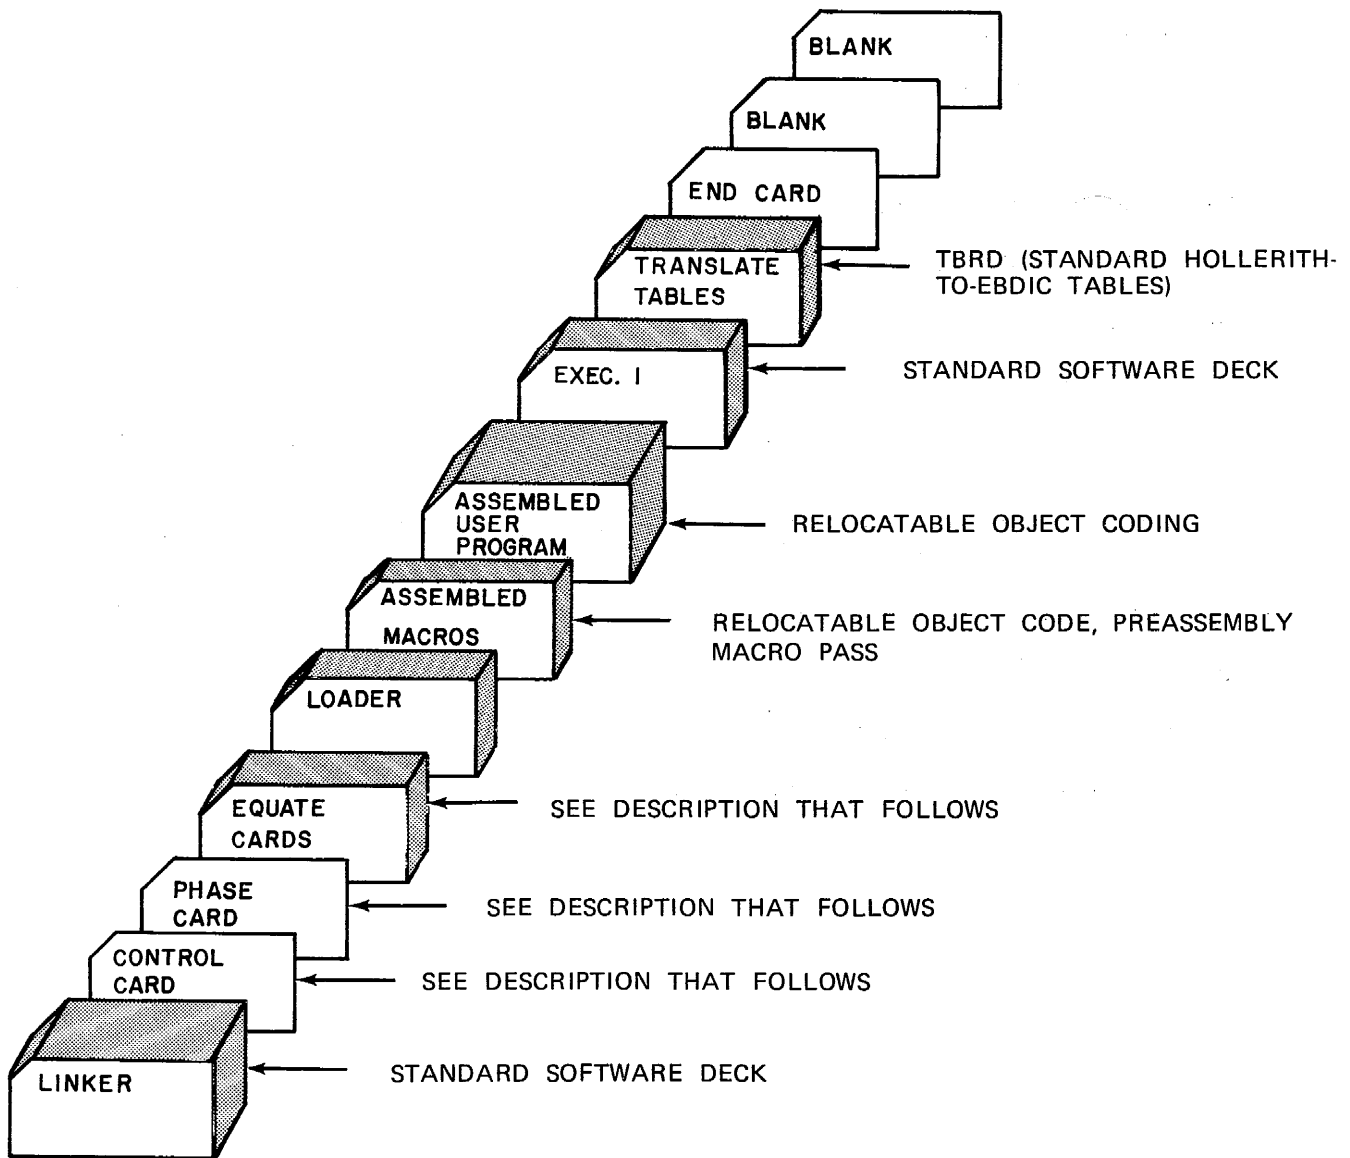 BLANK
BLANK
END CARD
TRANSLATE
TABLES
TBRD (STANDARD HOLLERITH-
TO-EBDIC TABLES)
EXEC. I
STANDARD SOFTWARE DECK
ASSEMBLED
USER
PROGRAM
RELOCATABLE OBJECT CODING
ASSEMBLED
MACROS
RELOCATABLE OBJECT CODE, PREASSEMBLY
MACRO PASS
LOADER
EQUATE
CARDS
SEE DESCRIPTION THAT FOLLOWS
PHASE
CARD
SEE DESCRIPTION THAT FOLLOWS
CONTROL
CARD
SEE DESCRIPTION THAT FOLLOWS
LINKER
STANDARD SOFTWARE DECK